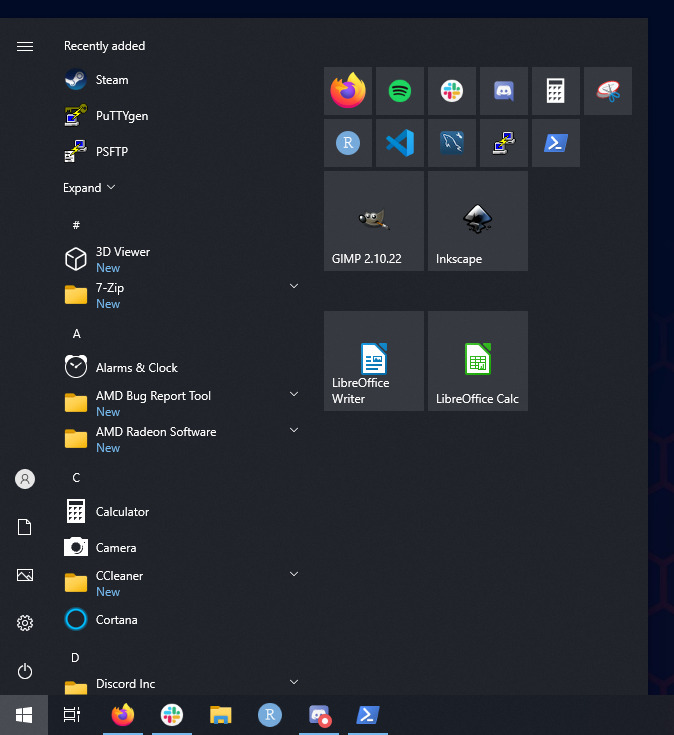 Recently added
Steam
PuTTYgen
PSFTP
Expand
#
3D Viewer
New
7-Zip
New
A
Alarms & Clock
AMD Bug Report Tool
New
AMD Radeon Software
New
C
Calculator
Camera
CCleaner
New
Cortana
D
Discord Inc
R
R
GIMP 2.10.22
Inkscape
LibreOffice
Writer
LibreOffice Calc